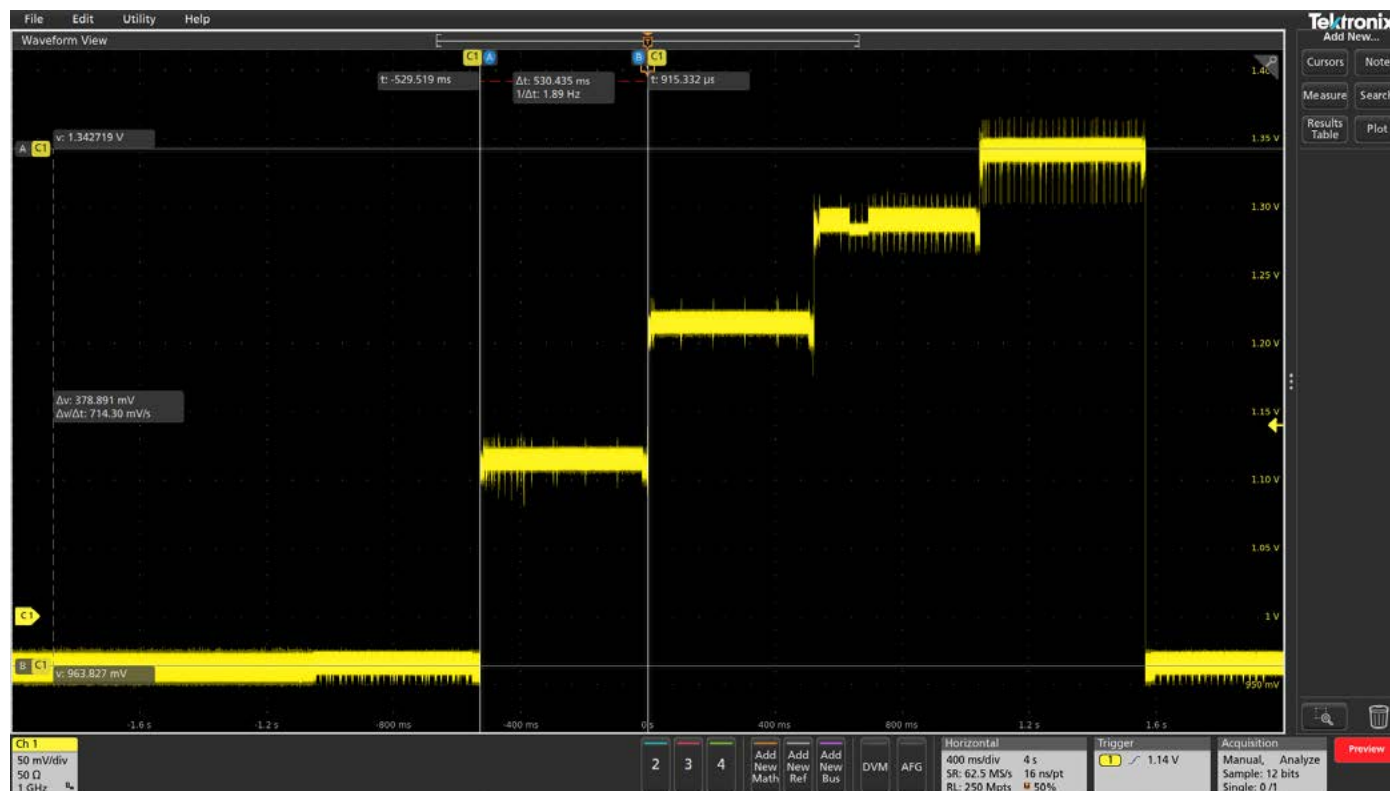 File Edit Utility Help
Tektronix
Waveform View
Add New...
C1 A
B C1
t: -529.519 ms
Δt: 530.435 ms
1/Δt: 1.89 Hz
t: 915.332 µs
1.40
Cursors Note
Measure Search
Results Table Plot
v: 1.342719 V
A C1
1.35 V
1.30 V
1.25 V
1.20 V
Δv: 378.891 mV
Δv/Δt: 714.30 mV/s
1.15 V
1.10 V
1.05 V
C1
1 V
B C1
v: 963.827 mV
950 mV
-1.6 s -1.2 s -800 ms -400 ms 0 s 400 ms 800 ms 1.2 s 1.6 s
Ch 1
50 mV/div
50 Ω
1 GHz
2 3 4
Add New Math
Add New Ref
Add New Bus
DVM AFG
Horizontal
400 ms/div 4 s
SR: 62.5 MS/s 16 ns/pt
RL: 250 Mpts 50%
Trigger
1 1.14 V
Acquisition
Manual, Analyze
Sample: 12 bits
Single: 0 /1
Preview